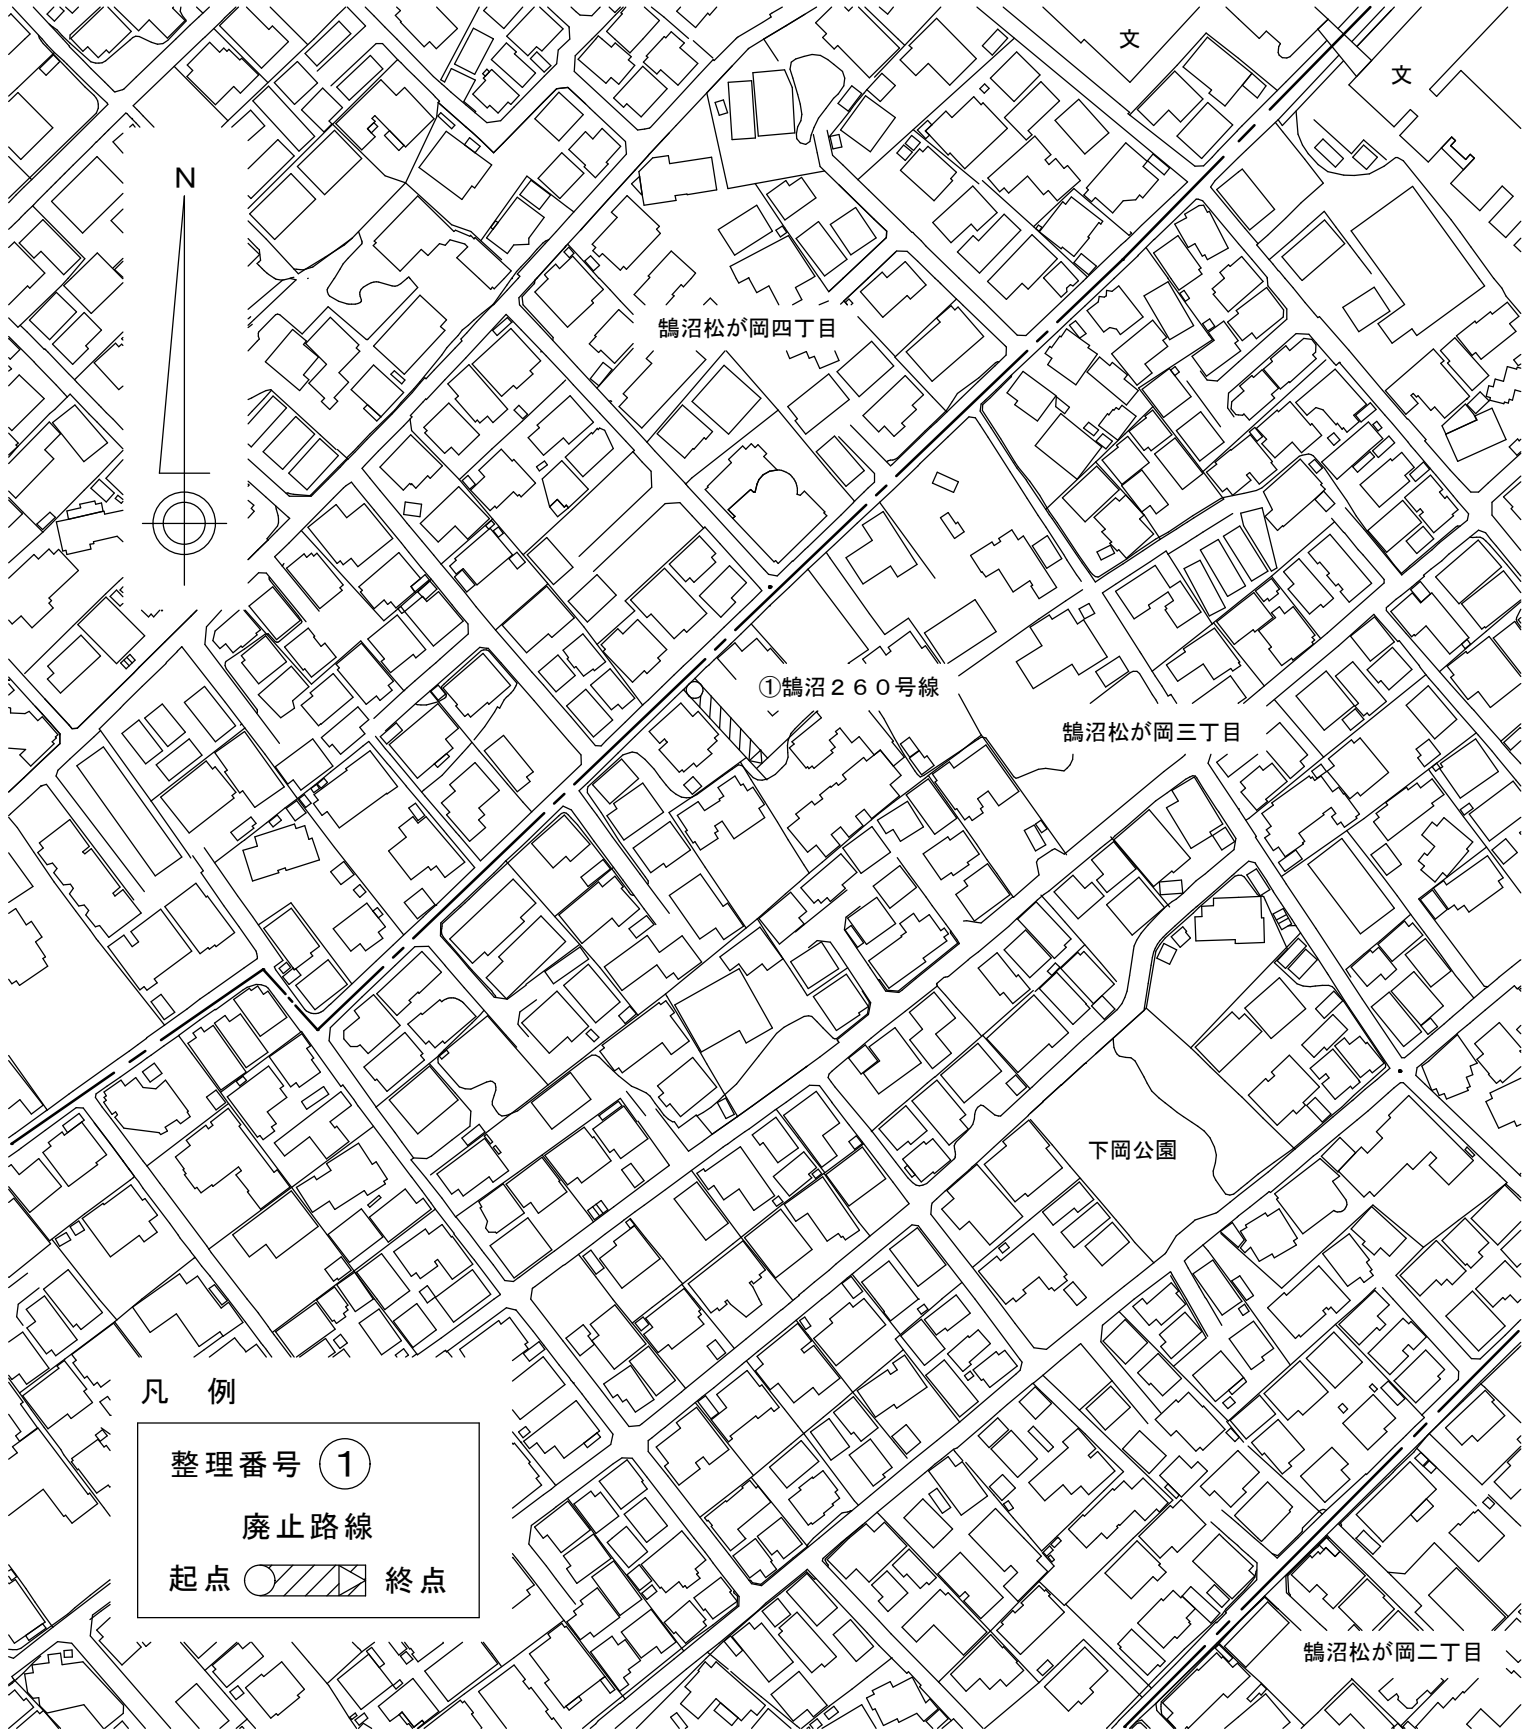 文
文
N
鵠沼松が岡四丁目
①鵠沼２６０号線
鵠沼松が岡三丁目
下岡公園
凡　例
整理番号 ①
廃止路線
起点 終点
鵠沼松が岡二丁目